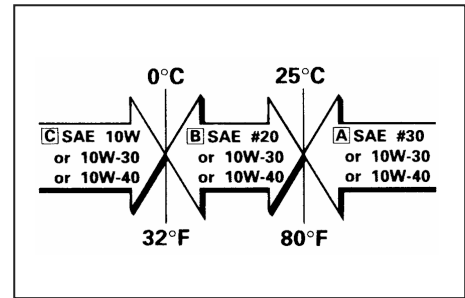 0°C 25°C
C SAE 10W B SAE #20 A SAE #30
or 10W-30 or 10W-30 or 10W-30
or 10W-40 or 10W-40 or 10W-40
32°F 80°F